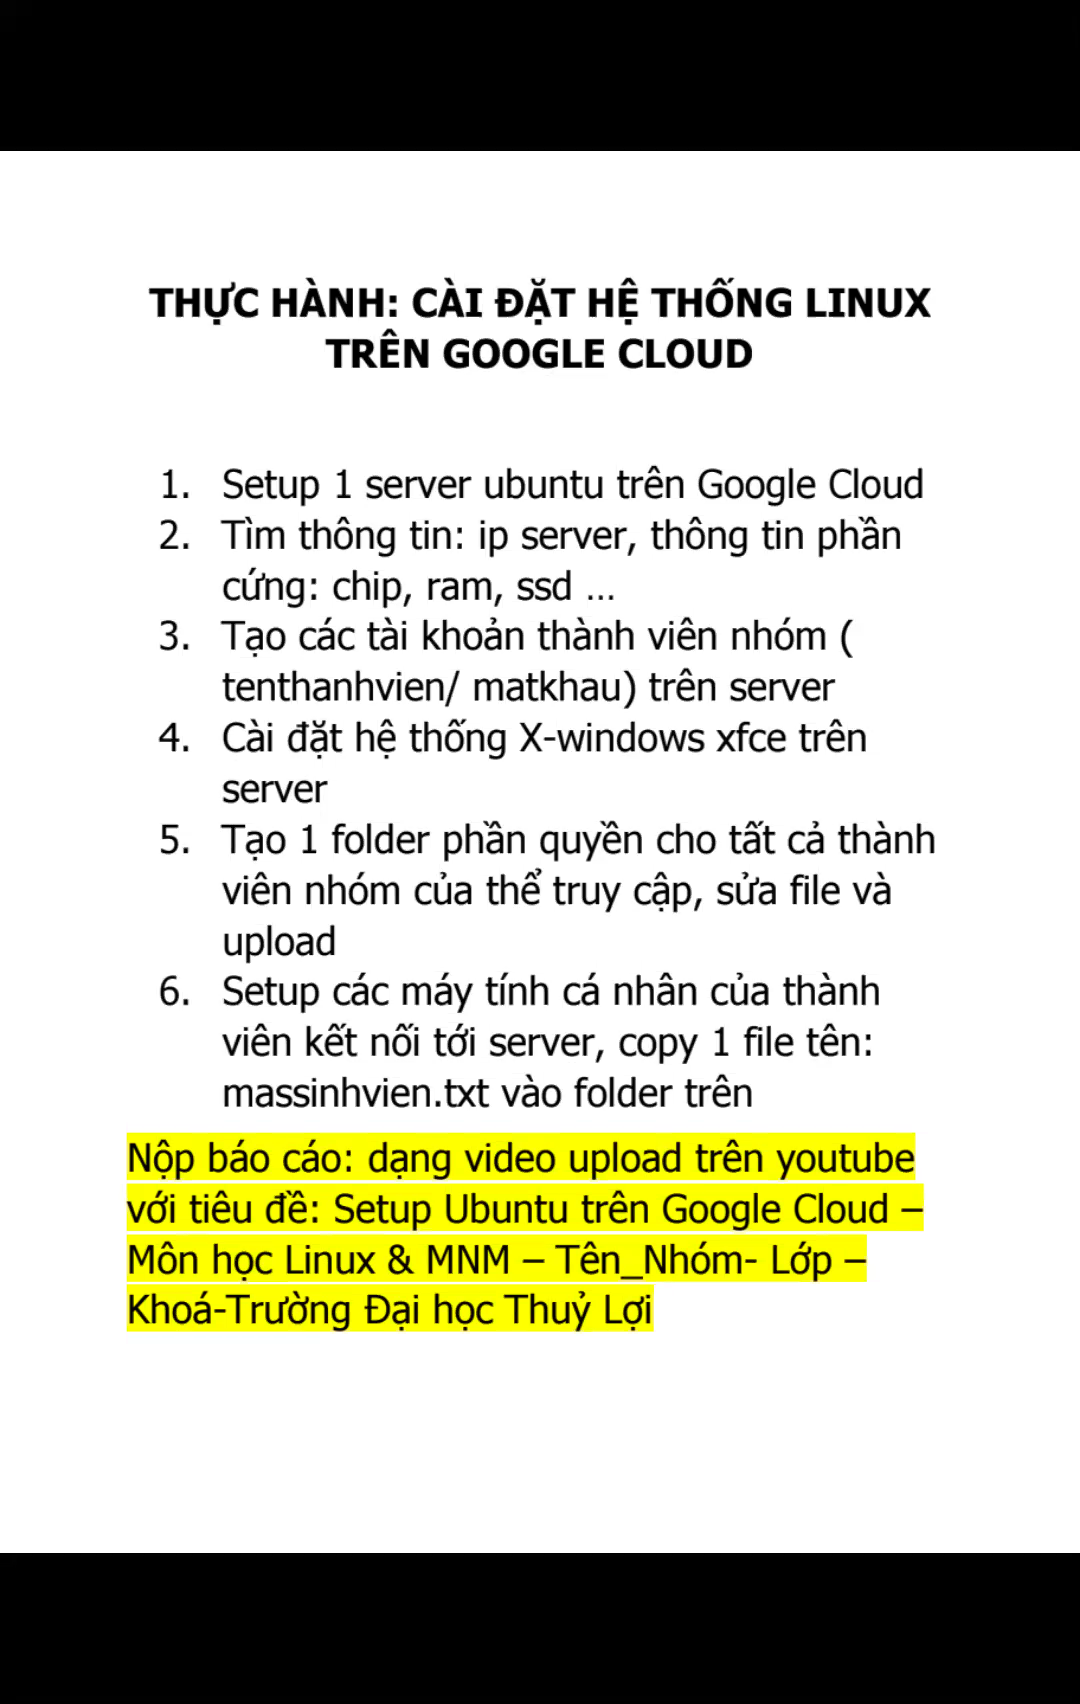 THỰC HÀNH: CÀI ĐẶT HỆ THỐNG LINUX
TRÊN GOOGLE CLOUD
1. Setup 1 server ubuntu trên Google Cloud
2. Tìm thông tin: ip server, thông tin phần
cứng: chip, ram, ssd ...
3. Tạo các tài khoản thành viên nhóm (
tenthanhvien/ matkhau) trên server
4. Cài đặt hệ thống X-windows xfce trên
server
5. Tạo 1 folder phần quyền cho tất cả thành
viên nhóm của thể truy cập, sửa file và
upload
6. Setup các máy tính cá nhân của thành
viên kết nối tới server, copy 1 file tên:
massinhvien.txt vào folder trên
Nộp báo cáo: dạng video upload trên youtube
với tiêu đề: Setup Ubuntu trên Google Cloud –
Môn học Linux & MNM – Tên_Nhóm- Lớp –
Khoá-Trường Đại học Thuỷ Lợi